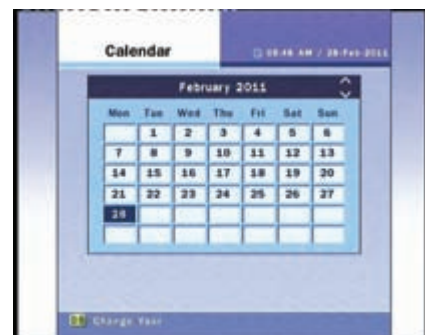 Calendar
10:46 AM / 28-Feb-2011
February 2011
Mon Tue Wed Thu Fri Sat Sun
1 2 3 4 5 6
7 8 9 10 11 12 13
14 15 16 17 18 19 20
21 22 23 24 25 26 27
28
Change Year